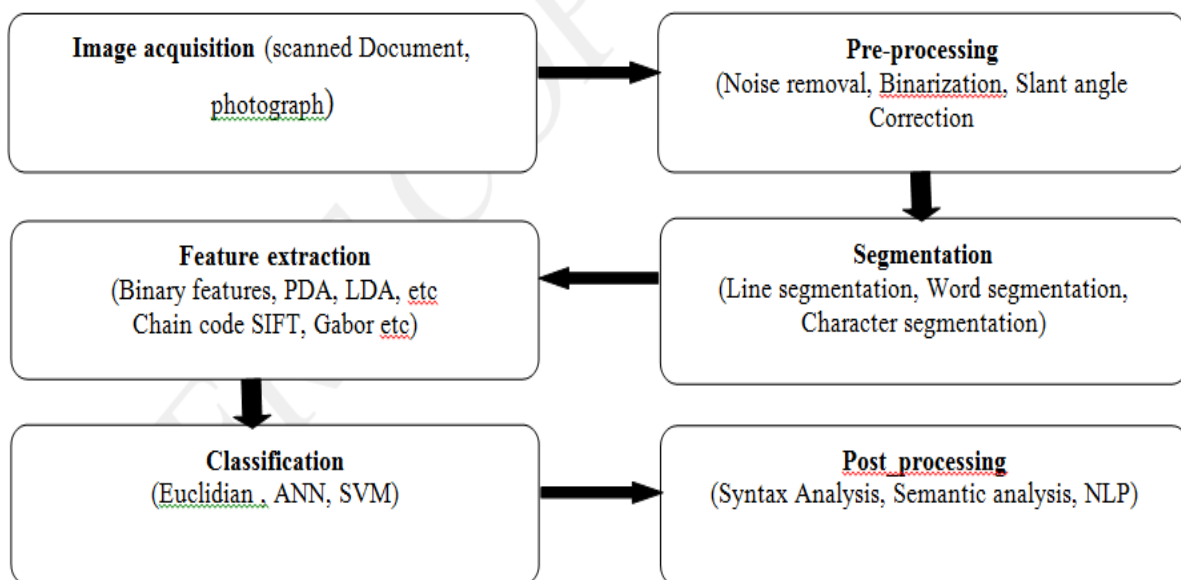 Image acquisition (scanned Document,
photograph)
Pre-processing
(Noise removal, Binarization, Slant angle
Correction
Segmentation
(Line segmentation, Word segmentation,
Character segmentation)
Feature extraction
(Binary features, PDA, LDA, etc
Chain code SIFT, Gabor etc)
Classification
(Euclidian , ANN, SVM)
Post_processing
(Syntax Analysis, Semantic analysis, NLP)